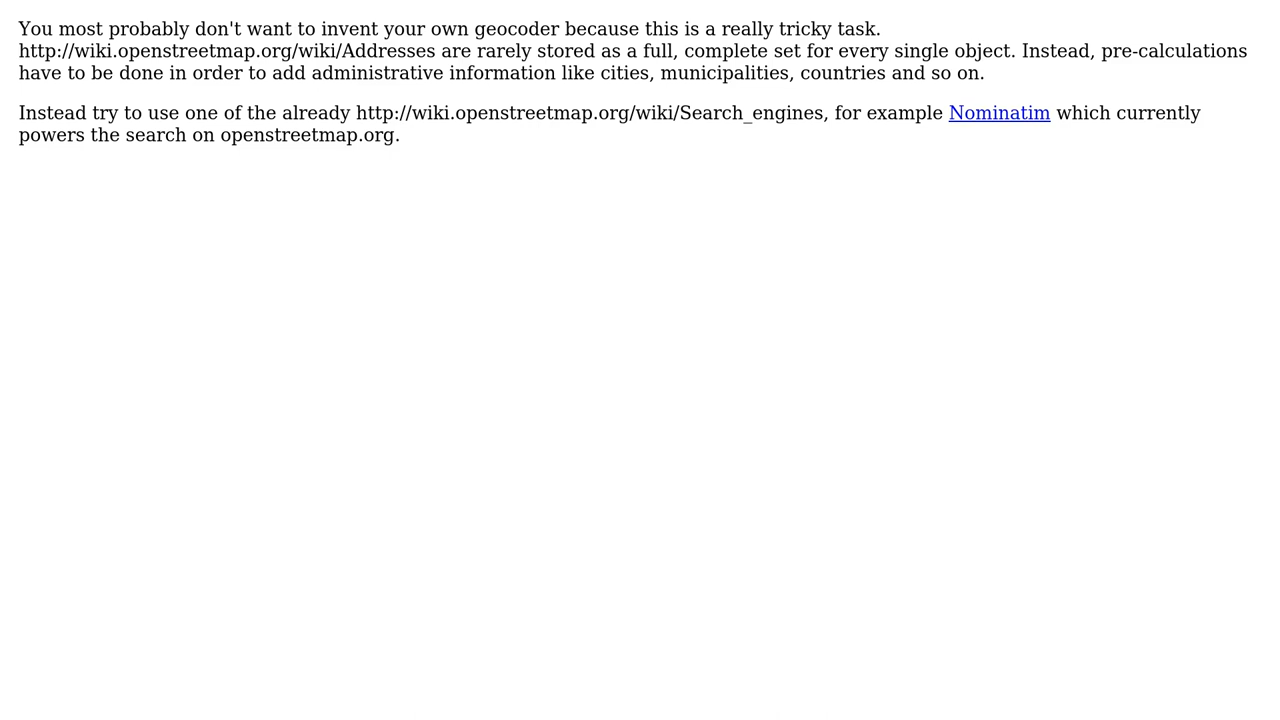 You most probably don't want to invent your own geocoder because this is a really tricky task.
http://wiki.openstreetmap.org/wiki/Addresses are rarely stored as a full, complete set for every single object. Instead, pre-calculations
have to be done in order to add administrative information like cities, municipalities, countries and so on.
Instead try to use one of the already http://wiki.openstreetmap.org/wiki/Search_engines, for example Nominatim which currently
powers the search on openstreetmap.org.